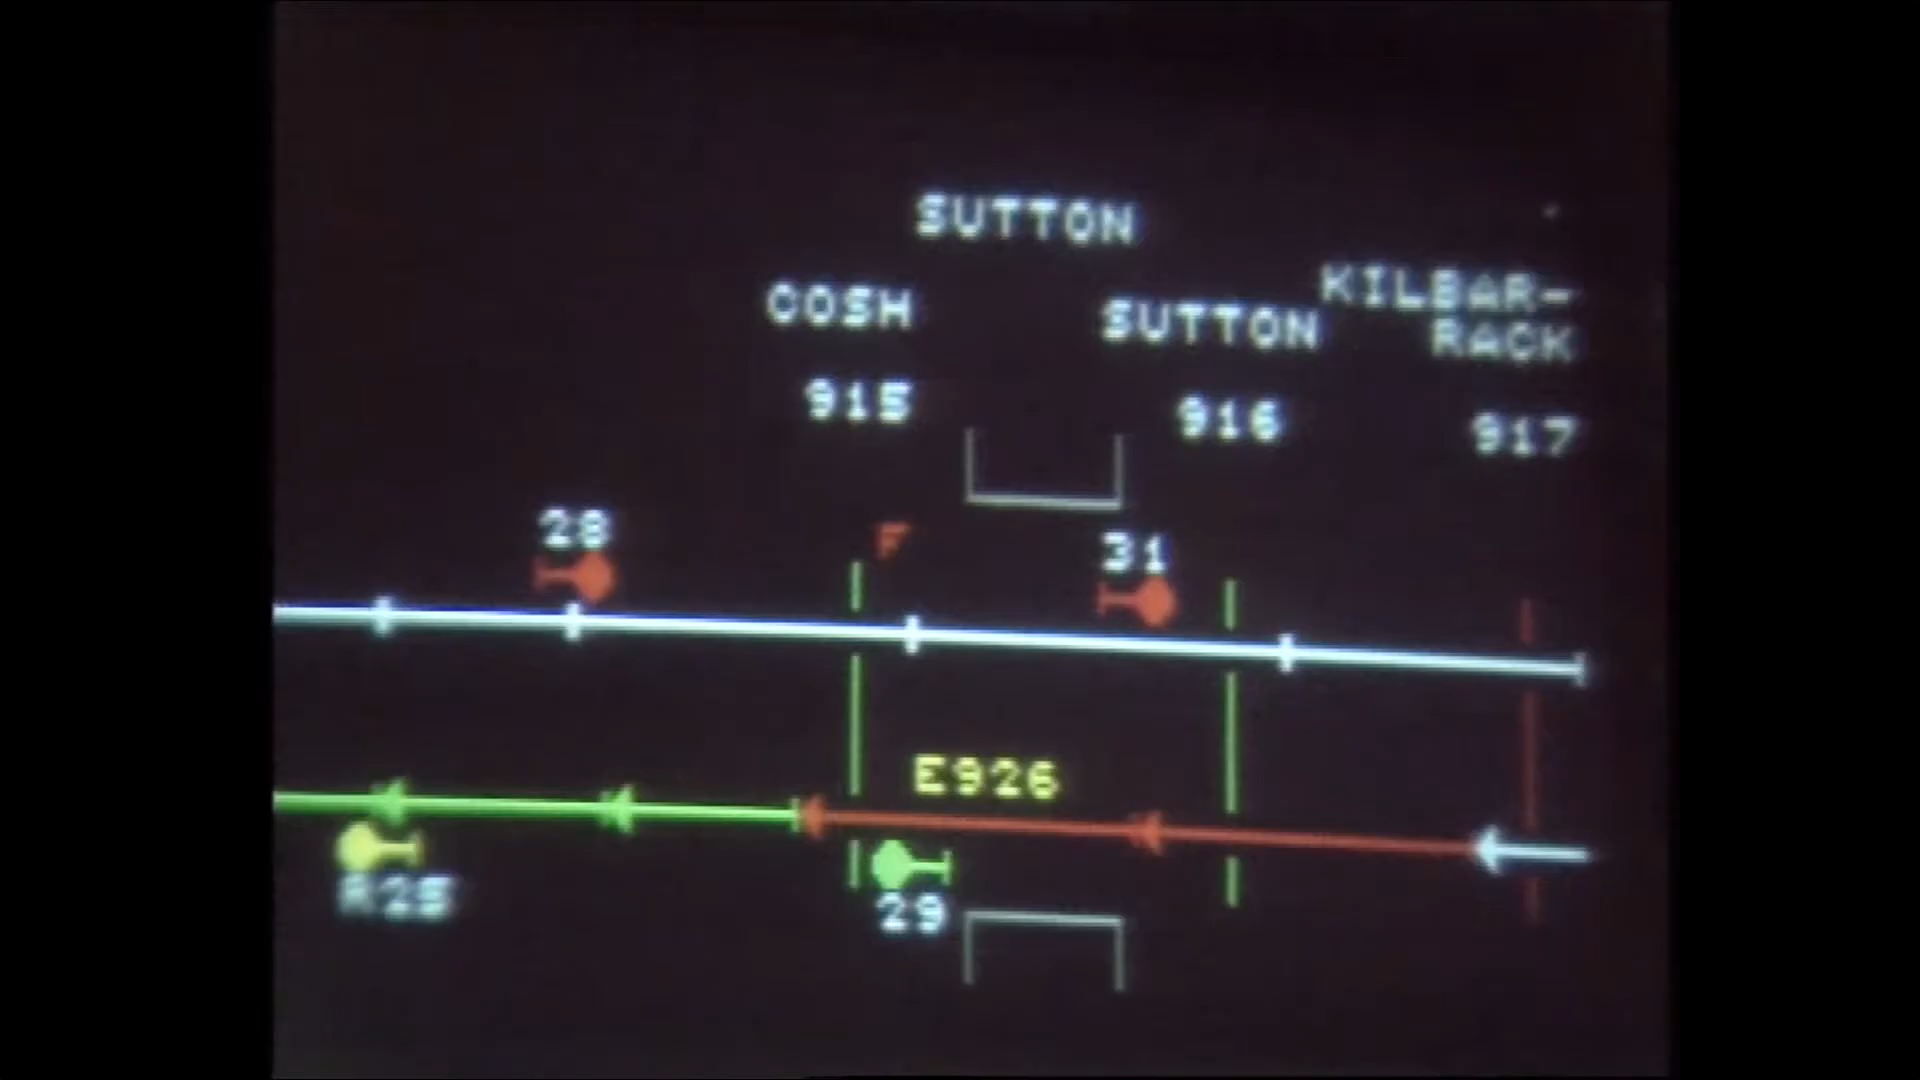 SUTTON
COSH
SUTTON
KILBAR-
RACK
915
916
917
28
F
31
E926
R25
29